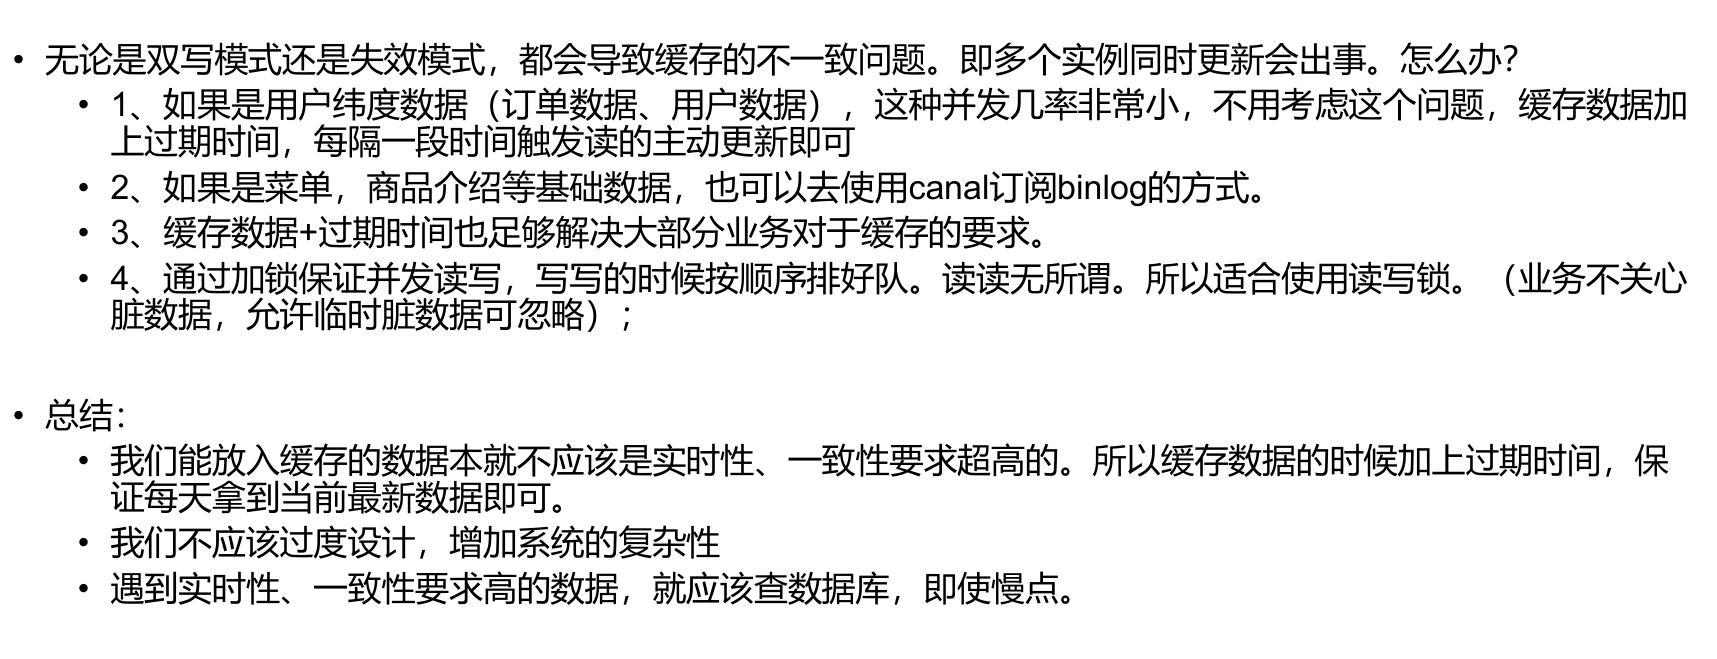 • 无论是双写模式还是失效模式，都会导致缓存的不一致问题。即多个实例同时更新会出事。怎么办？
• 1、如果是用户纬度数据（订单数据、用户数据），这种并发几率非常小，不用考虑这个问题，缓存数据加
上过期时间，每隔一段时间触发读的主动更新即可
• 2、如果是菜单，商品介绍等基础数据，也可以去使用canal订阅binlog的方式。
• 3、缓存数据+过期时间也足够解决大部分业务对于缓存的要求。
• 4、通过加锁保证并发读写，写写的时候按顺序排好队。读读无所谓。所以适合使用读写锁。（业务不关心
脏数据，允许临时脏数据可忽略）；
• 总结：
• 我们能放入缓存的数据本就不应该是实时性、一致性要求超高的。所以缓存数据的时候加上过期时间，保
证每天拿到当前最新数据即可。
• 我们不应该过度设计，增加系统的复杂性
• 遇到实时性、一致性要求高的数据，就应该查数据库，即使慢点。